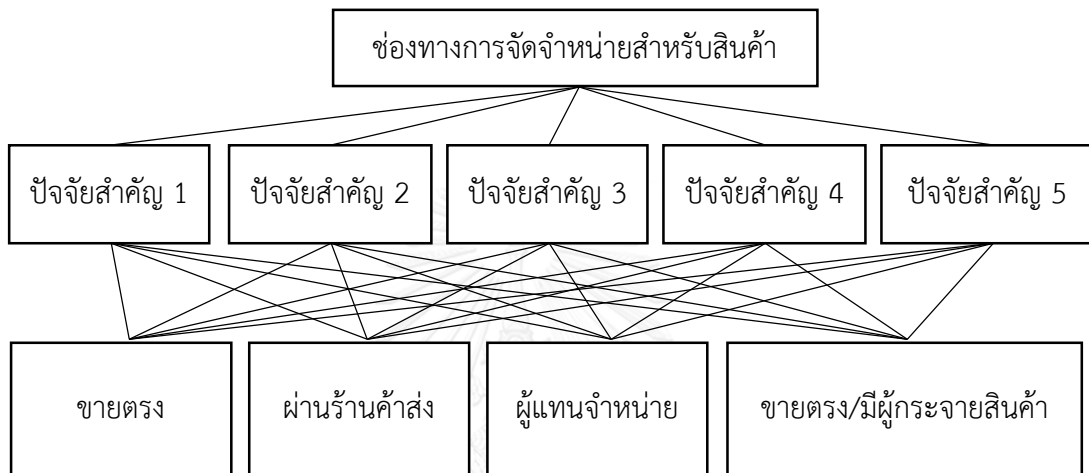 ช่องทางการจัดจำหน่ายสำหรับสินค้า
ปัจจัยสำคัญ 1
ปัจจัยสำคัญ 2
ปัจจัยสำคัญ 3
ปัจจัยสำคัญ 4
ปัจจัยสำคัญ 5
ขายตรง
ผ่านร้านค้าส่ง
ผู้แทนจำหน่าย
ขายตรง/มีผู้กระจายสินค้า